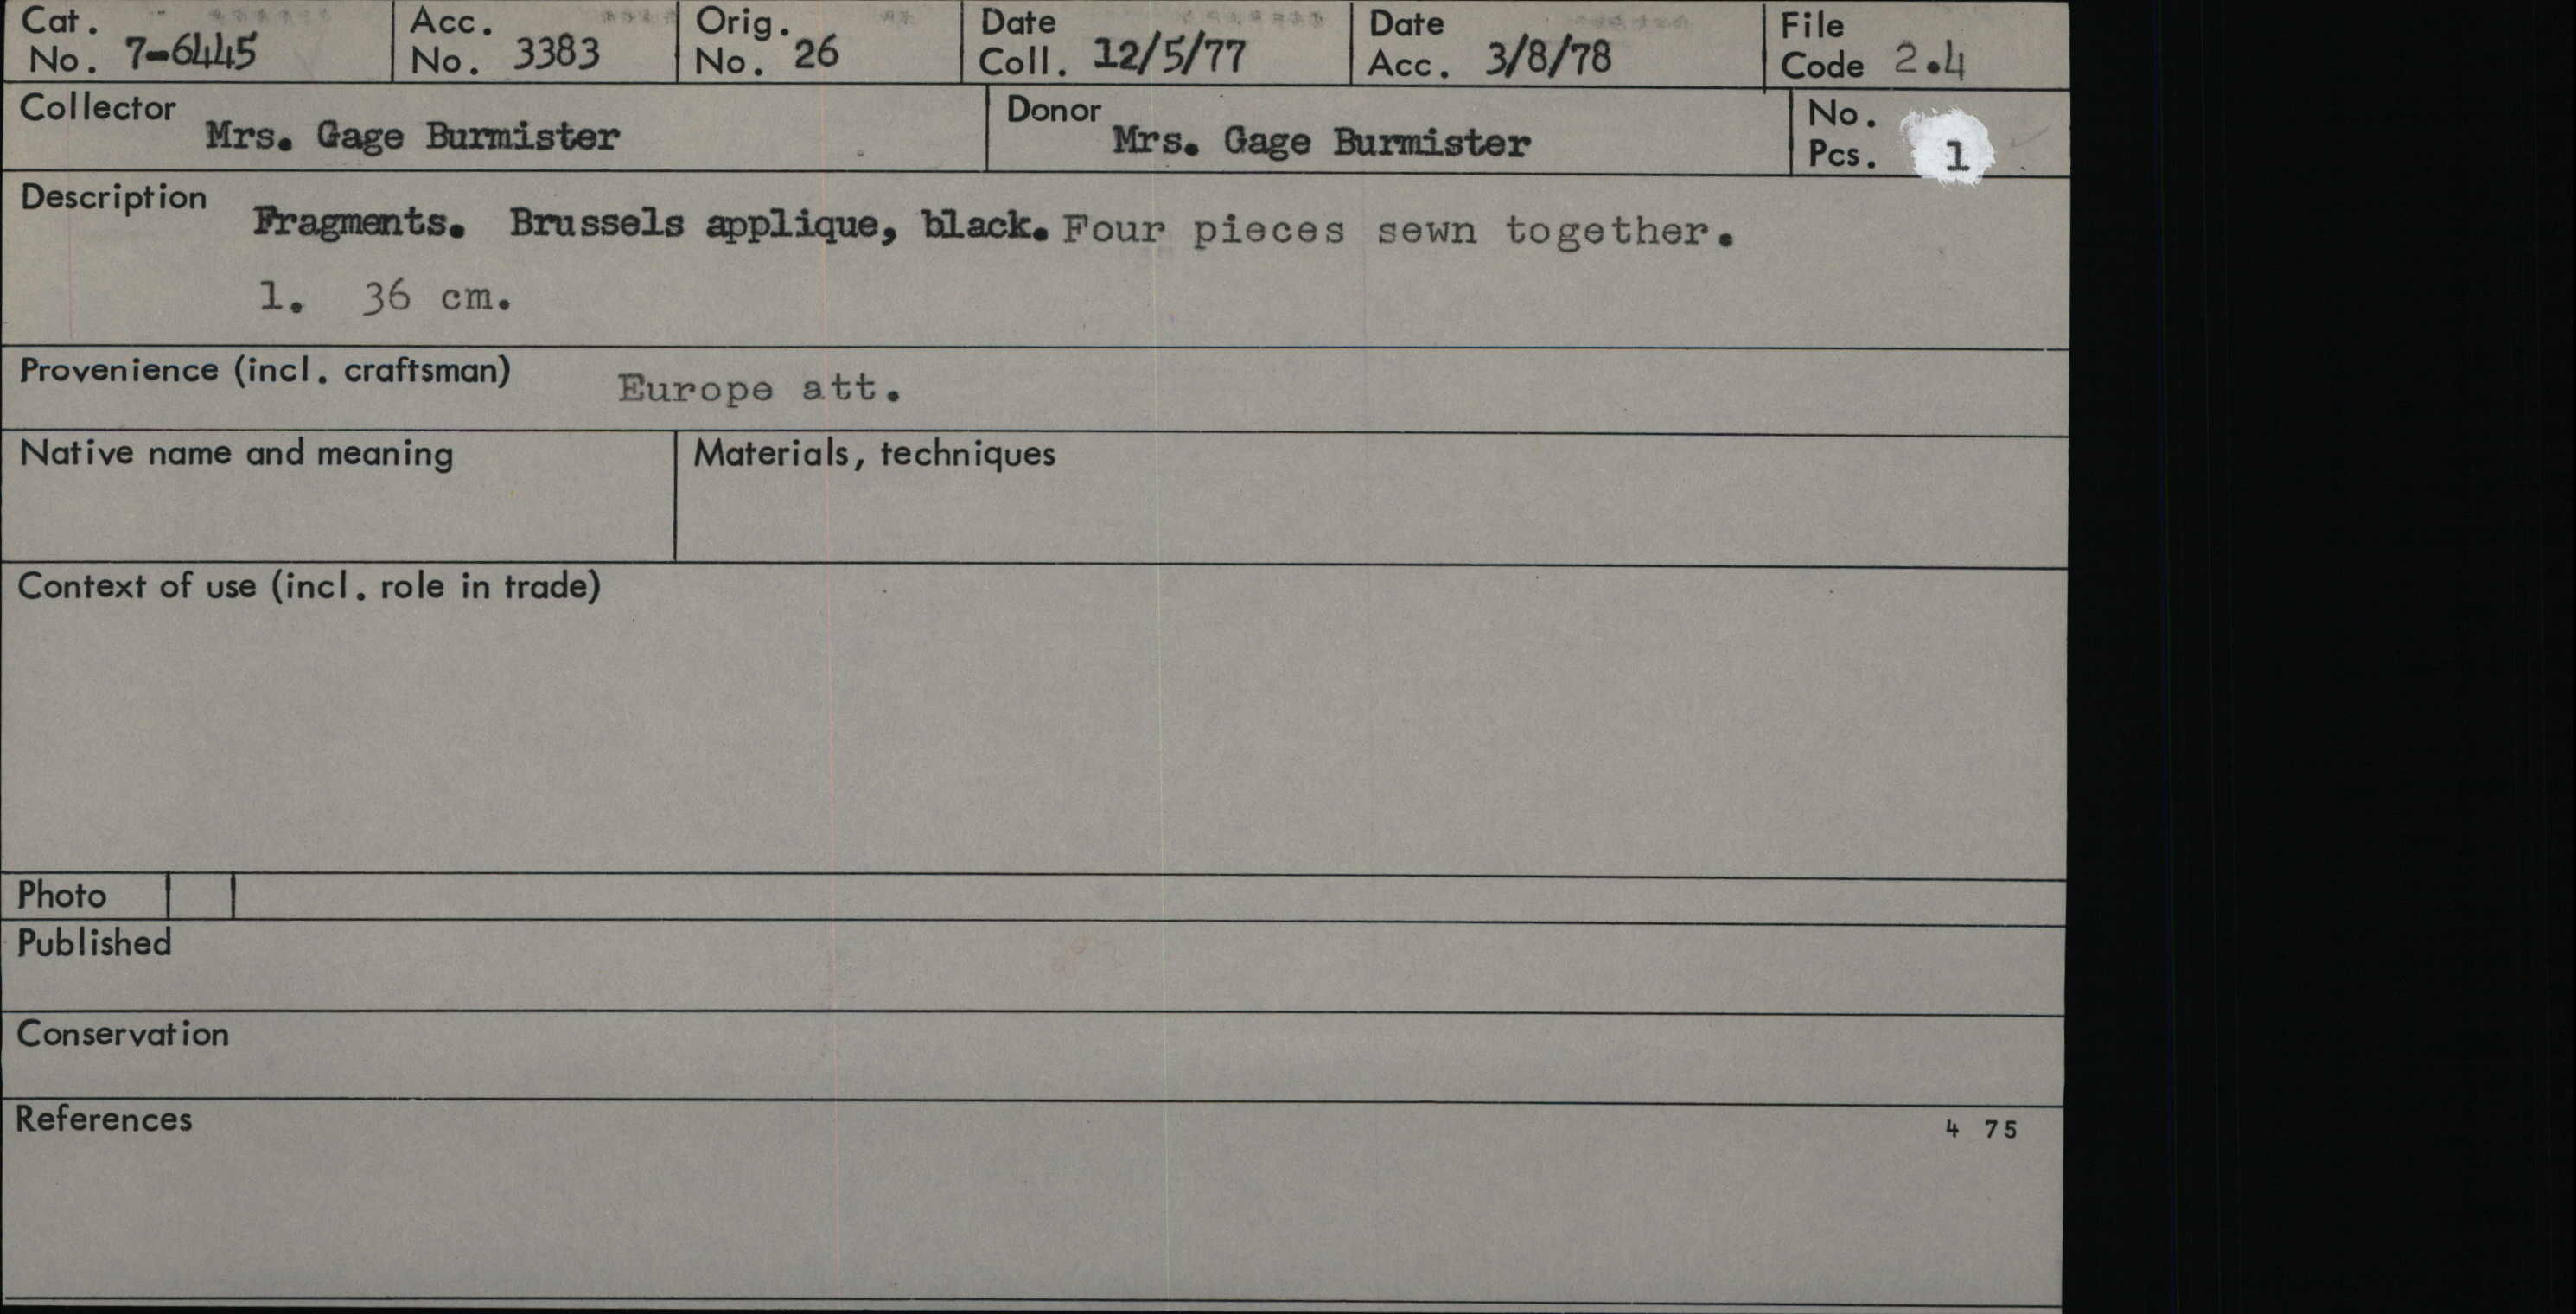 Cat. No. 7-6445 Acc. No. 3383 Orig. No. 26 Date Coll. 12/5/77 Date Acc. 3/8/78 File Code 2.4
Collector Mrs. Gage Burmister Donor Mrs. Gage Burmister No. Pcs. 1
Description Fragments. Brussels applique, black. Four pieces sewn together.
1. 36 cm.
Provenience (incl. craftsman) Europe att.
Native name and meaning Materials, techniques
Context of use (incl. role in trade)
Photo
Published
Conservation
References 4 75